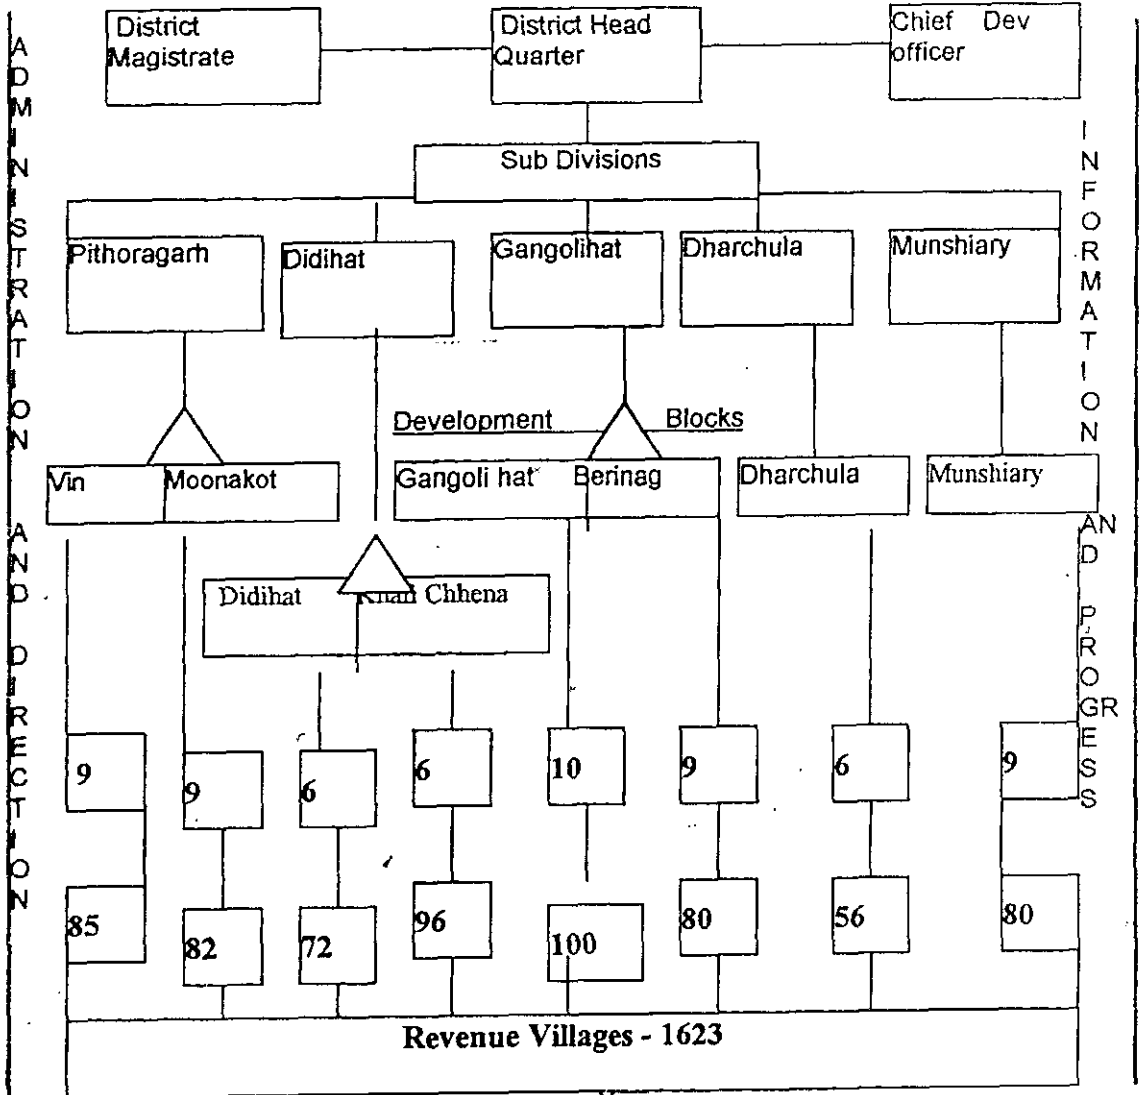 ADMINISTRATION AND DIRECTION
District
Magistrate
District Head
Quarter
Chief Dev
officer
INFORMATION AND PROGRESS
Sub Divisions
Pithoragarh
Didihat
Gangolihat
Dharchula
Munshiary
Development Blocks
Vin
Moonakot
Gangoli hat
Berinag
Dharchula
Munshiary
Didihat
Chhena
9
9
6
6
10
9
6
9
85
82
72
96
100
80
56
80
Revenue Villages - 1623